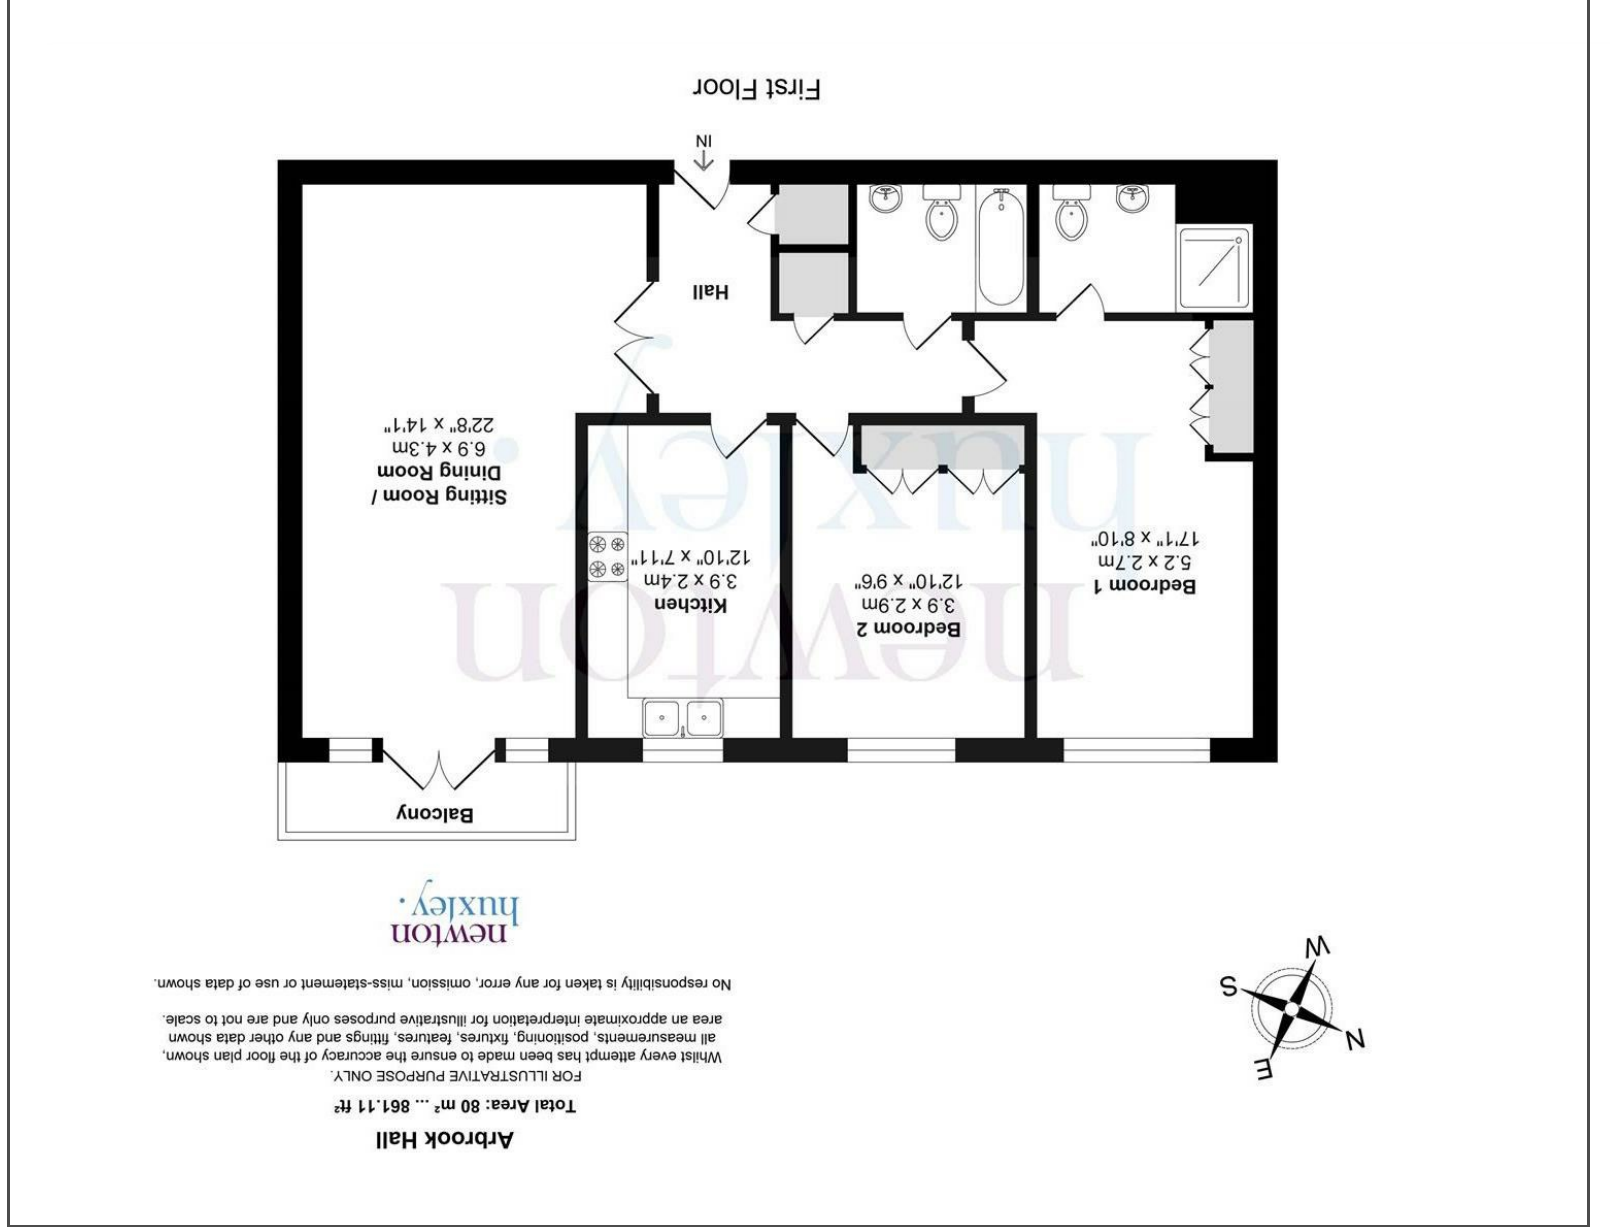 Arbrook Hall
Total Area: 80 m² ... 861.11 ft²
FOR ILLUSTRATIVE PURPOSE ONLY.
Whilst every attempt has been made to ensure the accuracy of the floor plan shown,
all measurements, positioning, fixtures, features, fittings and any other data shown
area an approximate interpretation for illustrative purposes only and are not to scale.
No responsibility is taken for any error, omission, miss-statement or use of data shown.
newton
huxley.
E
N
S
W
Balcony
Bedroom 1
5.2 x 2.7m
17'1" x 8'10"
Bedroom 2
3.9 x 2.9m
12'10" x 9'6"
Kitchen
3.9 x 2.4m
12'10" x 7'11"
Sitting Room /
Dining Room
6.9 x 4.3m
22'8" x 14'1"
newton
huxley.
Hall
IN
First Floor